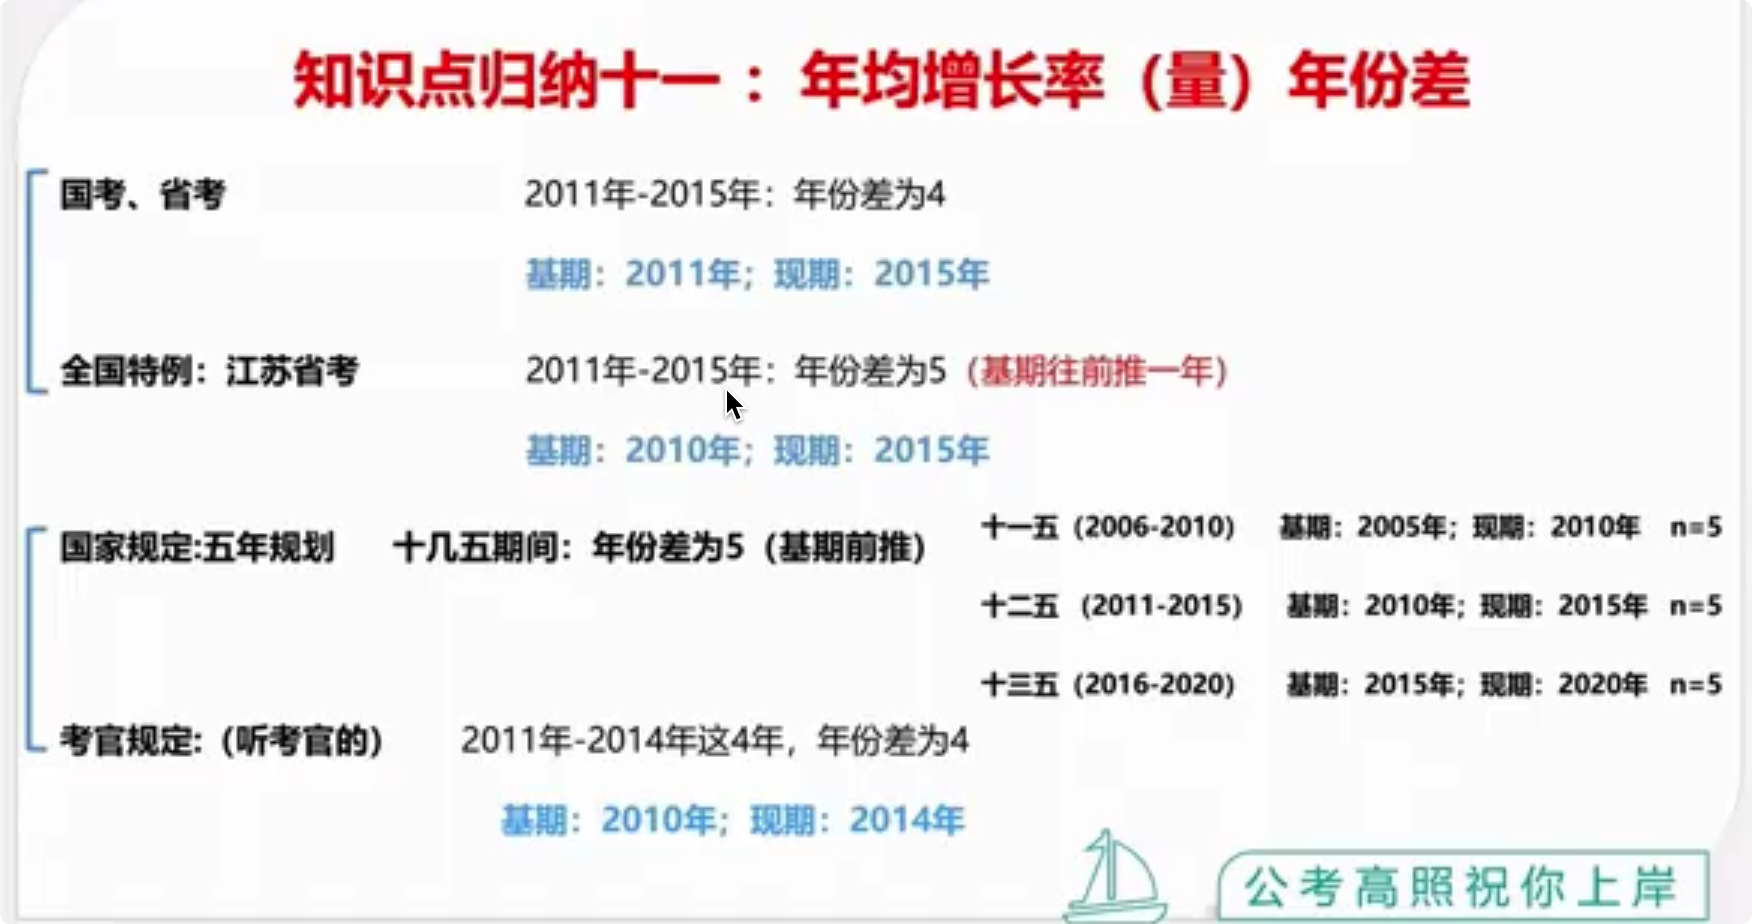 知识点归纳十一：年均增长率（量）年份差
国考、省考 2011年-2015年：年份差为4
基期：2011年；现期：2015年
全国特例：江苏省考 2011年-2015年：年份差为5（基期往前推一年）
基期：2010年；现期：2015年
国家规定:五年规划 十几五期间：年份差为5（基期前推）
十一五（2006-2010） 基期：2005年；现期：2010年 n=5
十二五（2011-2015） 基期：2010年；现期：2015年 n=5
十三五（2016-2020） 基期：2015年；现期：2020年 n=5
考官规定:（听考官的） 2011年-2014年这4年，年份差为4
基期：2010年；现期：2014年
公考高照祝你上岸